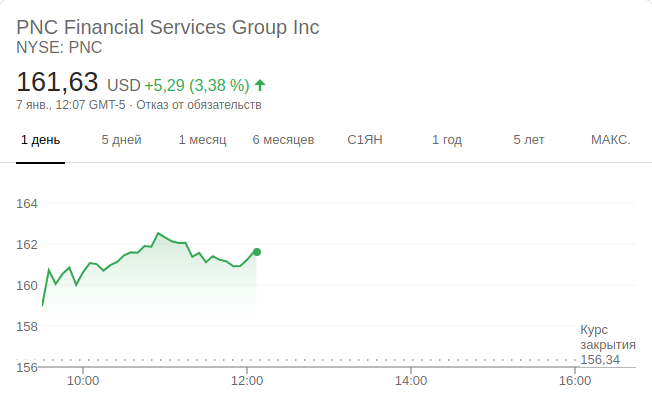 PNC Financial Services Group Inc
NYSE: PNC
161,63 USD +5,29 (3,38 %)
7 янв., 12:07 GMT-5 · Отказ от обязательств
1 день 5 дней 1 месяц 6 месяцев С1ЯН 1 год 5 лет МАКС.
164
162
160
158
Курс
закрытия
156,34
156
10:00 12:00 14:00 16:00